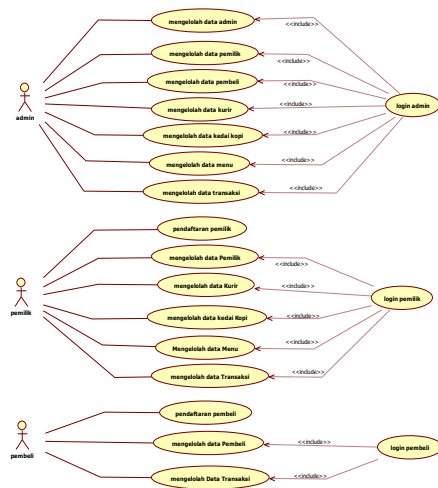 mengelolah data admin
<<include>>
mengelolah data pemilik
<<include>>
mengelolah data pembeli
<<include>>
admin
mengelolah data kurir
<<include>>
login admin
mengelolah data kedai kopi
<<include>>
mengelolah data menu
<<include>>
mengelolah data transaksi
<<include>>
pendaftaran pemilik
mengelolah data Pemilik
<<include>>
mengelolah data Kurir
<<include>>
pemilik
login pemilik
mengelolah data kedai Kopi
<<include>>
Mengelolah data Menu
<<include>>
mengelolah data Transaksi
<<include>>
pendaftaran pembeli
pembeli
mengelolah data Pembeli
<<include>>
login pembeli
mengelolah Data Transaksi
<<include>>